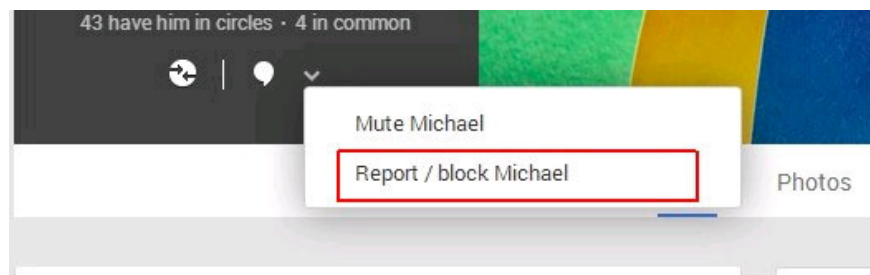 43 have him in circles · 4 in common
Mute Michael
Report / block Michael
Photos